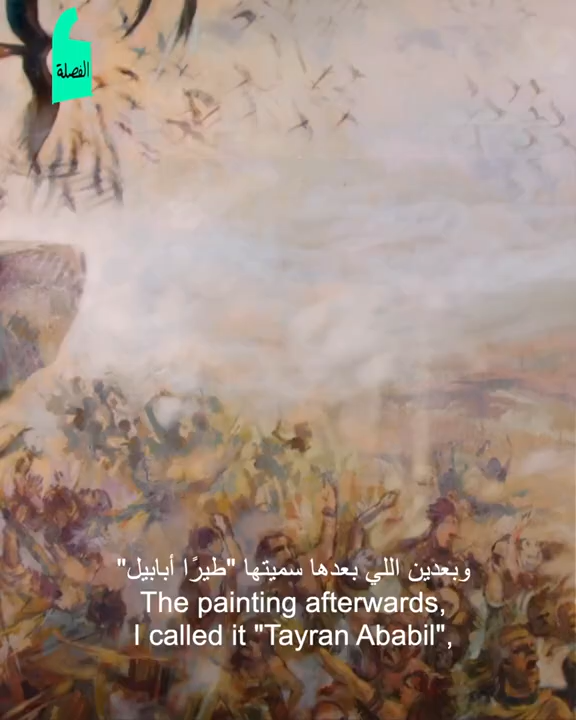 الفصلة
وبعدين اللي بعدها سميتها "طيرًا أبابيل"
The painting afterwards,
I called it "Tayran Ababil",